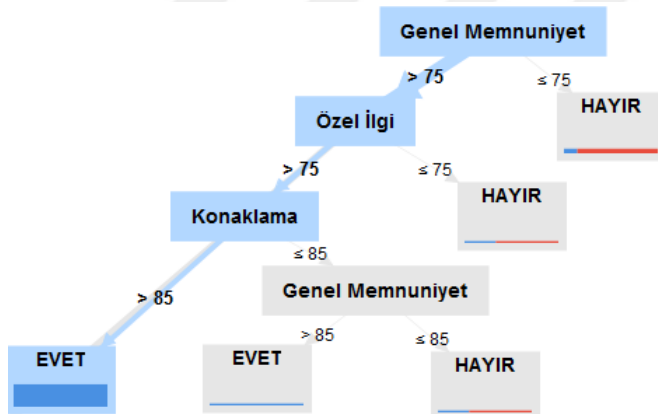 Genel Memnuniyet
> 75
≤ 75
HAYIR
Özel İlgi
> 75
≤ 75
HAYIR
Konaklama
> 85
≤ 85
Genel Memnuniyet
> 85
≤ 85
EVET
EVET
HAYIR